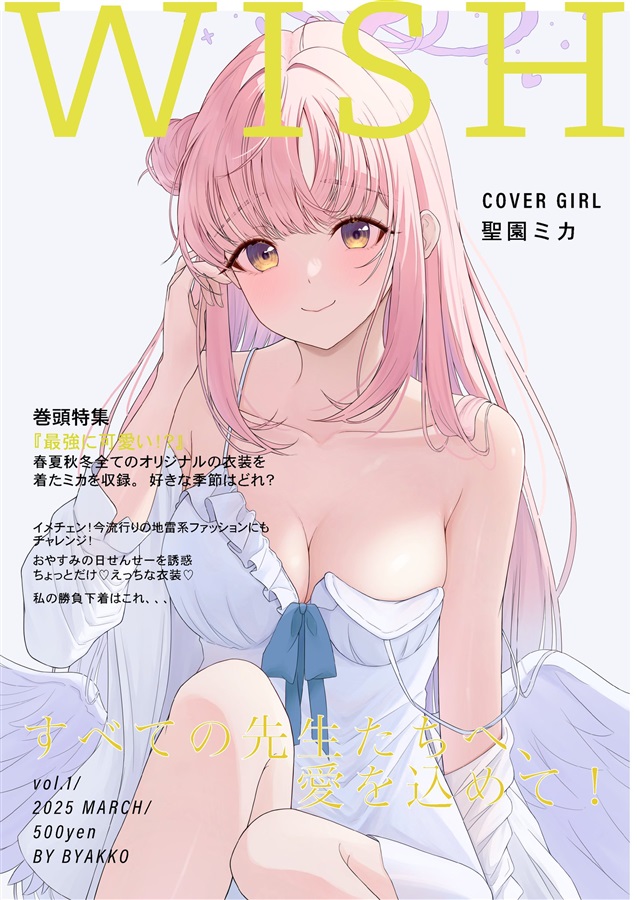 WISH
COVER GIRL
聖園ミカ
巻頭特集
『最強に可愛い!?』
春夏秋冬全てのオリジナルの衣装を
着たミカを収録。好きな季節はどれ?
イメチェン!今流行りの地雷系ファッションにも
チャレンジ!
おやすみの日せんせーを誘惑
ちょっとだけ♡えっちな衣装♡
私の勝負下着はこれ、、、
すべての先生たちへ、
愛を込めて!
vol.1/
2025 MARCH/
500yen
BY BYAKKO